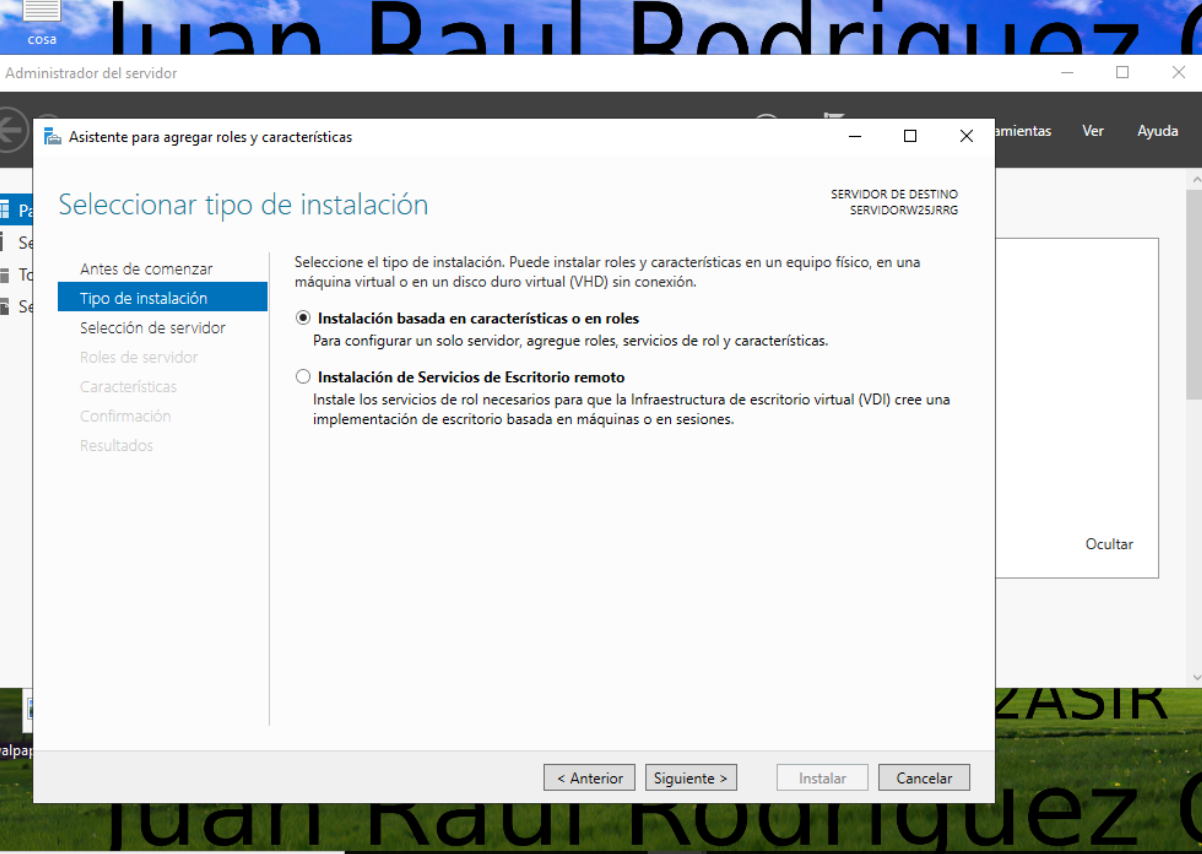 cosa
Juan Raul Rodriguez
Administrador del servidor
Asistente para agregar roles y características
Ver
Ayuda
Seleccionar tipo de instalación
SERVIDOR DE DESTINO
SERVIDORW25JRRG
Antes de comenzar
Tipo de instalación
Selección de servidor
Roles de servidor
Características
Confirmación
Resultados
Seleccione el tipo de instalación. Puede instalar roles y características en un equipo físico, en una
máquina virtual o en un disco duro virtual (VHD) sin conexión.
Instalación basada en características o en roles
Para configurar un solo servidor, agregue roles, servicios de rol y características.
Instalación de Servicios de Escritorio remoto
Instale los servicios de rol necesarios para que la Infraestructura de escritorio virtual (VDI) cree una
implementación de escritorio basada en máquinas o en sesiones.
Ocultar
2ASIR
< Anterior
Siguiente >
Instalar
Cancelar
Juan Raul Rodriguez